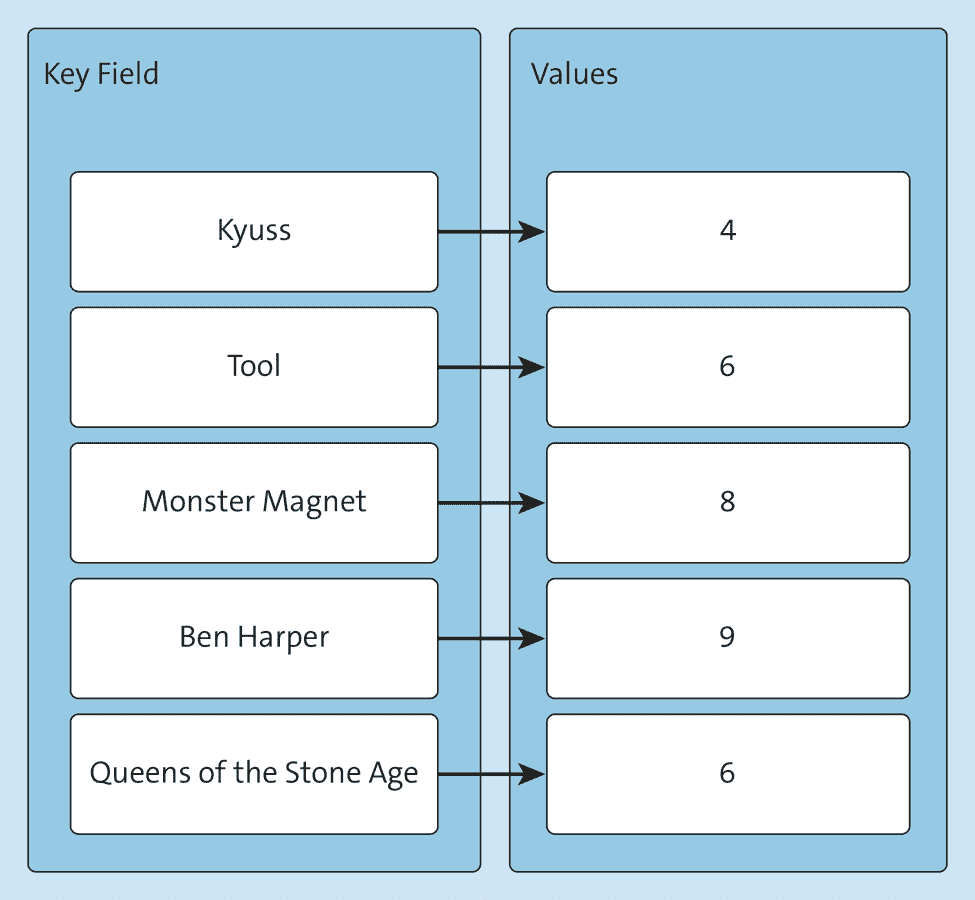 Key Field
Values
Kyuss
4
Tool
6
Monster Magnet
8
Ben Harper
9
Queens of the Stone Age
6